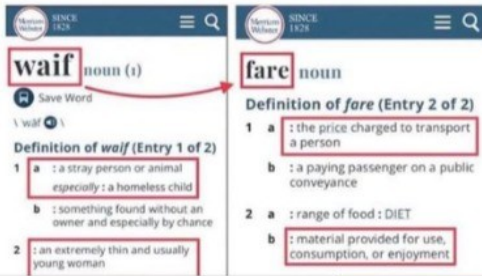 Merriam
Webster
SINCE
1828
waif noun (1)
Save Word
\ ˈwāf \
Definition of waif (Entry 1 of 2)
1 a : a stray person or animal
especially : a homeless child
b : something found without an
owner and especially by chance
2 : an extremely thin and usually
young woman
Merriam
Webster
SINCE
1828
fare noun
Definition of fare (Entry 2 of 2)
1 a : the price charged to transport
a person
b : a paying passenger on a public
conveyance
2 a : range of food : DIET
b : material provided for use,
consumption, or enjoyment